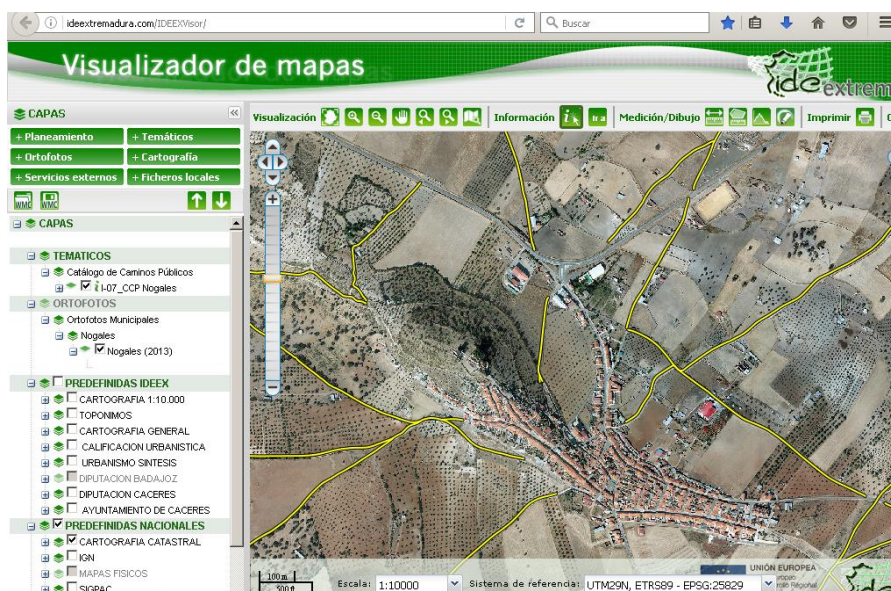 ideextremadura.com/IDEEXVisor/
Buscar
Visualizador de mapas
ideextrem
CAPAS
+ Planeamiento
+ Temáticos
+ Ortofotos
+ Cartografía
+ Servicios externos
+ Ficheros locales
WMC
WMC
Visualización
Información
i
Medición/Dibujo
Imprimir
CAPAS
TEMATICOS
Catálogo de Caminos Públicos
i I-07_CCP Nogales
ORTOFOTOS
Ortofotos Municipales
Nogales
Nogales (2013)
PREDEFINIDAS IDEEX
CARTOGRAFIA 1:10.000
TOPONIMOS
CARTOGRAFIA GENERAL
CALIFICACION URBANISTICA
URBANISMO SINTESIS
DIPUTACION BADAJOZ
DIPUTACION CACERES
AYUNTAMIENTO DE CACERES
PREDEFINIDAS NACIONALES
CARTOGRAFIA CATASTRAL
IGN
MAPAS FISICOS
SIGPAC
100 m
500 ft
Escala: 1:10000
Sistema de referencia: UTM29N, ETRS89 - EPSG:25829
UNIÓN EUROPEA